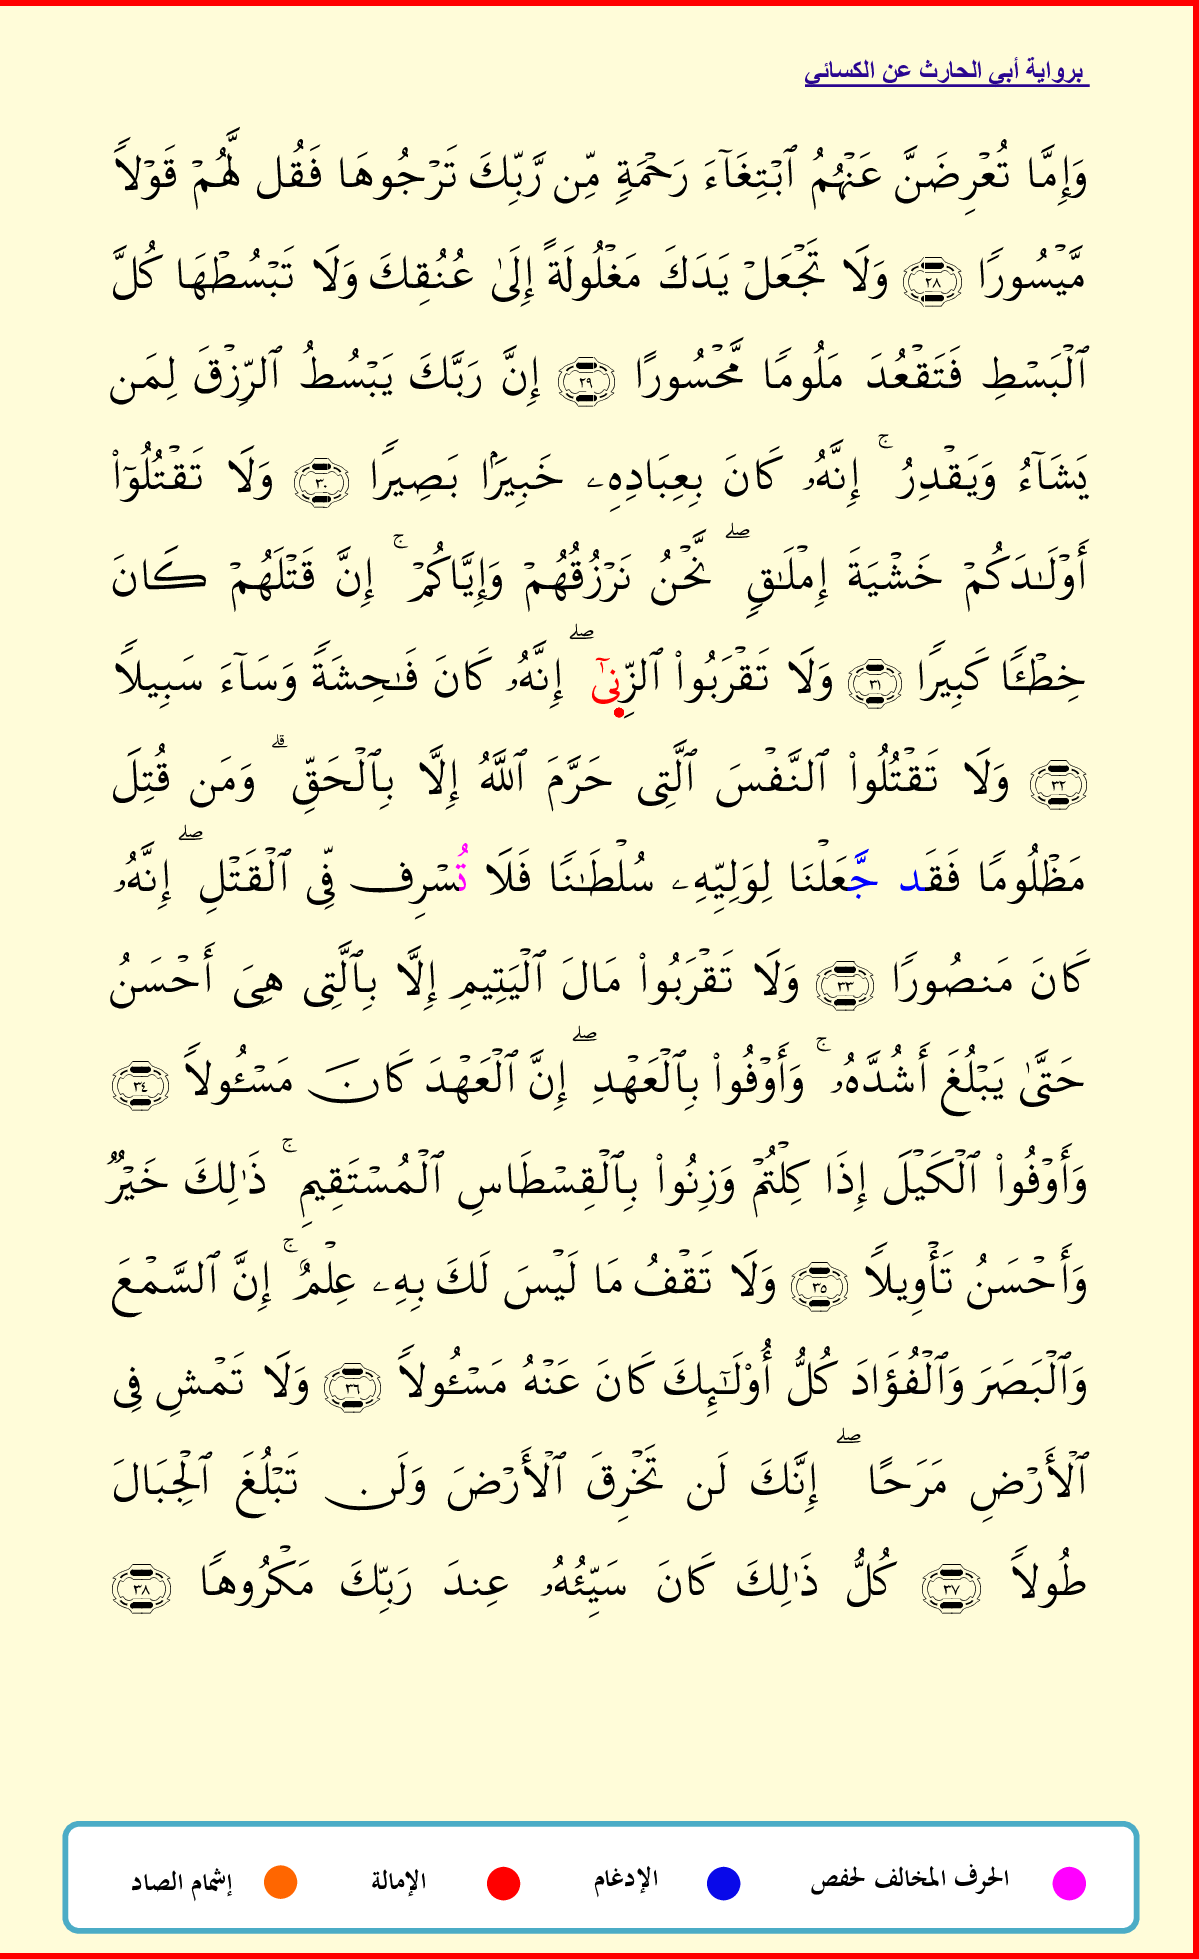 برواية أبي الحارث عن الكسائي
وَإِمَّا تُعْرِضَنَّ عَنْهُمُ ٱبْتِغَآءَ رَحْمَةٍ مِّن رَّبِّكَ تَرْجُوهَا فَقُل لَّهُمْ قَوْلاً
مَّيْسُورًا ٢٨ وَلَا تَجْعَلْ يَدَكَ مَغْلُولَةً إِلَىٰ عُنُقِكَ وَلَا تَبْسُطْهَا كُلَّ
ٱلْبَسْطِ فَتَقْعُدَ مَلُومًا مَّحْسُورًا ٢٩ إِنَّ رَبَّكَ يَبْسُطُ ٱلرِّزْقَ لِمَن
يَشَآءُ وَيَقْدِرُ ۚ إِنَّهُۥ كَانَ بِعِبَادِهِۦ خَبِيرًۢا بَصِيرًا ٣٠ وَلَا تَقْتُلُوٓا۟
أَوْلَـٰدَكُمْ خَشْيَةَ إِمْلَـٰقٍ ۖ نَّحْنُ نَرْزُقُهُمْ وَإِيَّاكُمْ ۚ إِنَّ قَتْلَهُمْ كَانَ
خِطْـًٔا كَبِيرًا ٣١ وَلَا تَقْرَبُوا۟ ٱلزِّنَىٰٓ ۖ إِنَّهُۥ كَانَ فَـٰحِشَةً وَسَآءَ سَبِيلاً
٣٢ وَلَا تَقْتُلُوا۟ ٱلنَّفْسَ ٱلَّتِى حَرَّمَ ٱللَّهُ إِلَّا بِٱلْحَقِّ ۗ وَمَن قُتِلَ
مَظْلُومًا فَقَد جَّعَلْنَا لِوَلِيِّهِۦ سُلْطَـٰنًا فَلَا تُسْرِف فِّى ٱلْقَتْلِ ۖ إِنَّهُۥ
كَانَ مَنصُورًا ٣٣ وَلَا تَقْرَبُوا۟ مَالَ ٱلْيَتِيمِ إِلَّا بِٱلَّتِى هِىَ أَحْسَنُ
حَتَّىٰ يَبْلُغَ أَشُدَّهُۥ ۚ وَأَوْفُوا۟ بِٱلْعَهْدِ ۖ إِنَّ ٱلْعَهْدَ كَانَ مَسْـُٔولاً ٣٤
وَأَوْفُوا۟ ٱلْكَيْلَ إِذَا كِلْتُمْ وَزِنُوا۟ بِٱلْقِسْطَاسِ ٱلْمُسْتَقِيمِ ۚ ذَٰلِكَ خَيْرٌ
وَأَحْسَنُ تَأْوِيلاً ٣٥ وَلَا تَقْفُ مَا لَيْسَ لَكَ بِهِۦ عِلْمٌ ۚ إِنَّ ٱلسَّمْعَ
وَٱلْبَصَرَ وَٱلْفُؤَادَ كُلُّ أُو۟لَـٰٓئِكَ كَانَ عَنْهُ مَسْـُٔولاً ٣٦ وَلَا تَمْشِ فِى
ٱلْأَرْضِ مَرَحًا ۖ إِنَّكَ لَن تَخْرِقَ ٱلْأَرْضَ وَلَن تَبْلُغَ ٱلْجِبَالَ
طُولاً ٣٧ كُلُّ ذَٰلِكَ كَانَ سَيِّئُهُۥ عِندَ رَبِّكَ مَكْرُوهًا ٣٨
الحرف المخالف لحفص الإدغام الإمالة إشمام الصاد